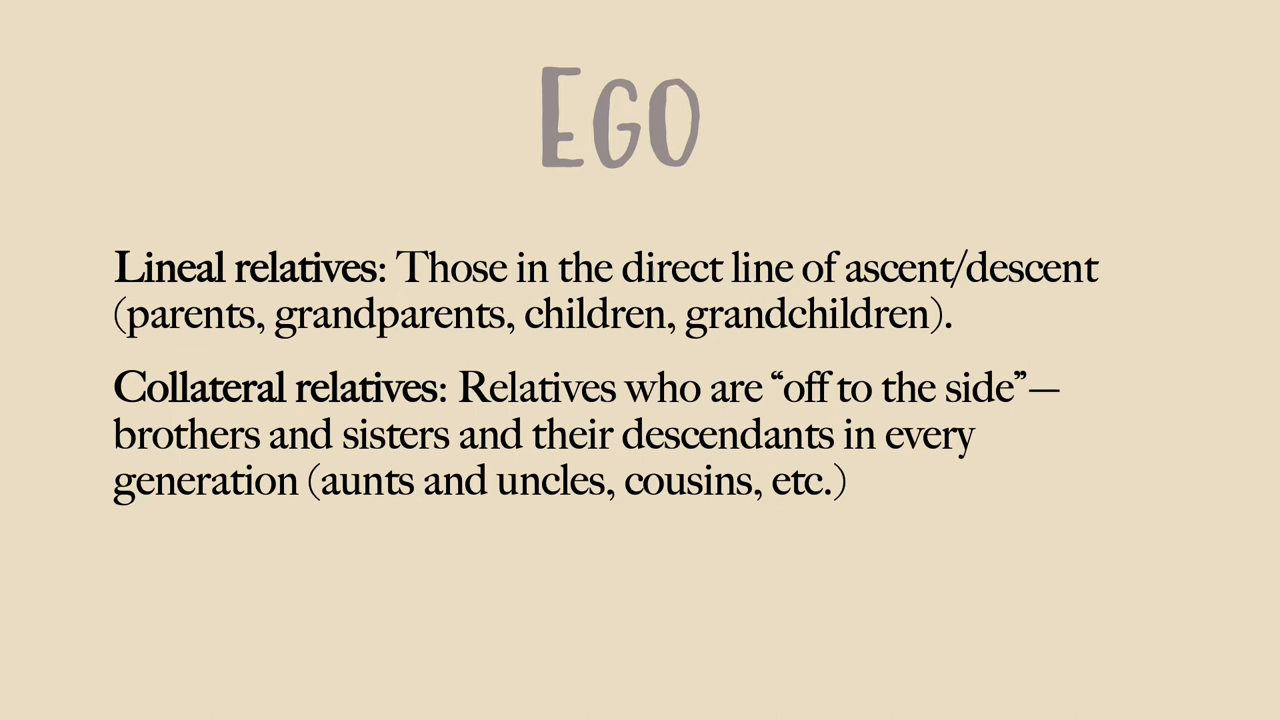 EGO
Lineal relatives: Those in the direct line of ascent/descent
(parents, grandparents, children, grandchildren).
Collateral relatives: Relatives who are “off to the side”—
brothers and sisters and their descendants in every
generation (aunts and uncles, cousins, etc.)